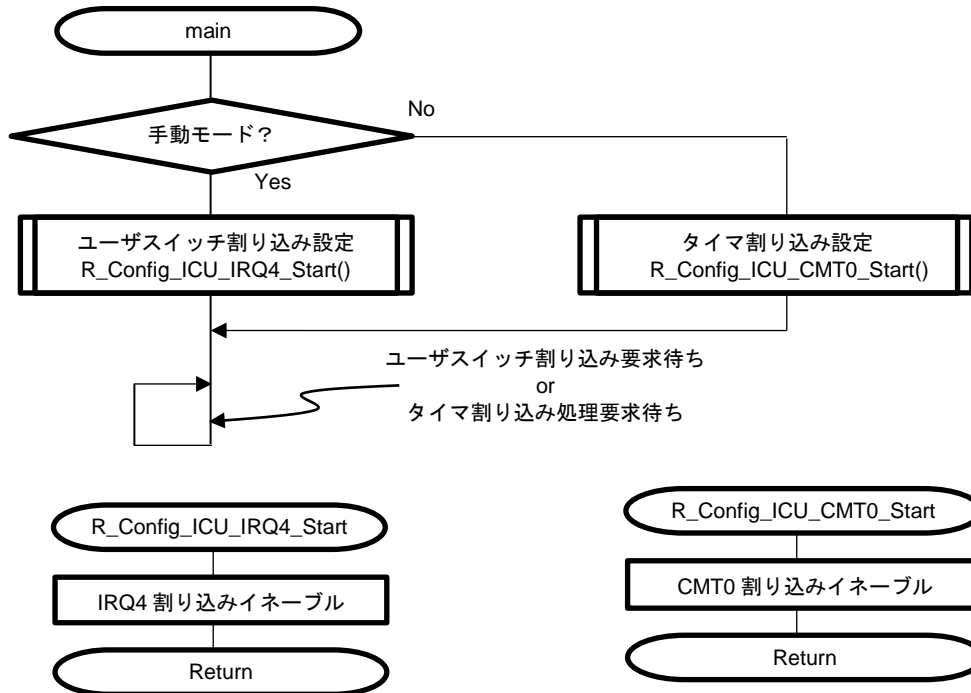 main
手動モード？
No
Yes
ユーザスイッチ割り込み設定
R_Config_ICU_IRQ4_Start()
タイマ割り込み設定
R_Config_ICU_CMT0_Start()
ユーザスイッチ割り込み要求待ち
or
タイマ割り込み処理要求待ち
R_Config_ICU_IRQ4_Start
IRQ4 割り込みイネーブル
Return
R_Config_ICU_CMT0_Start
CMT0 割り込みイネーブル
Return